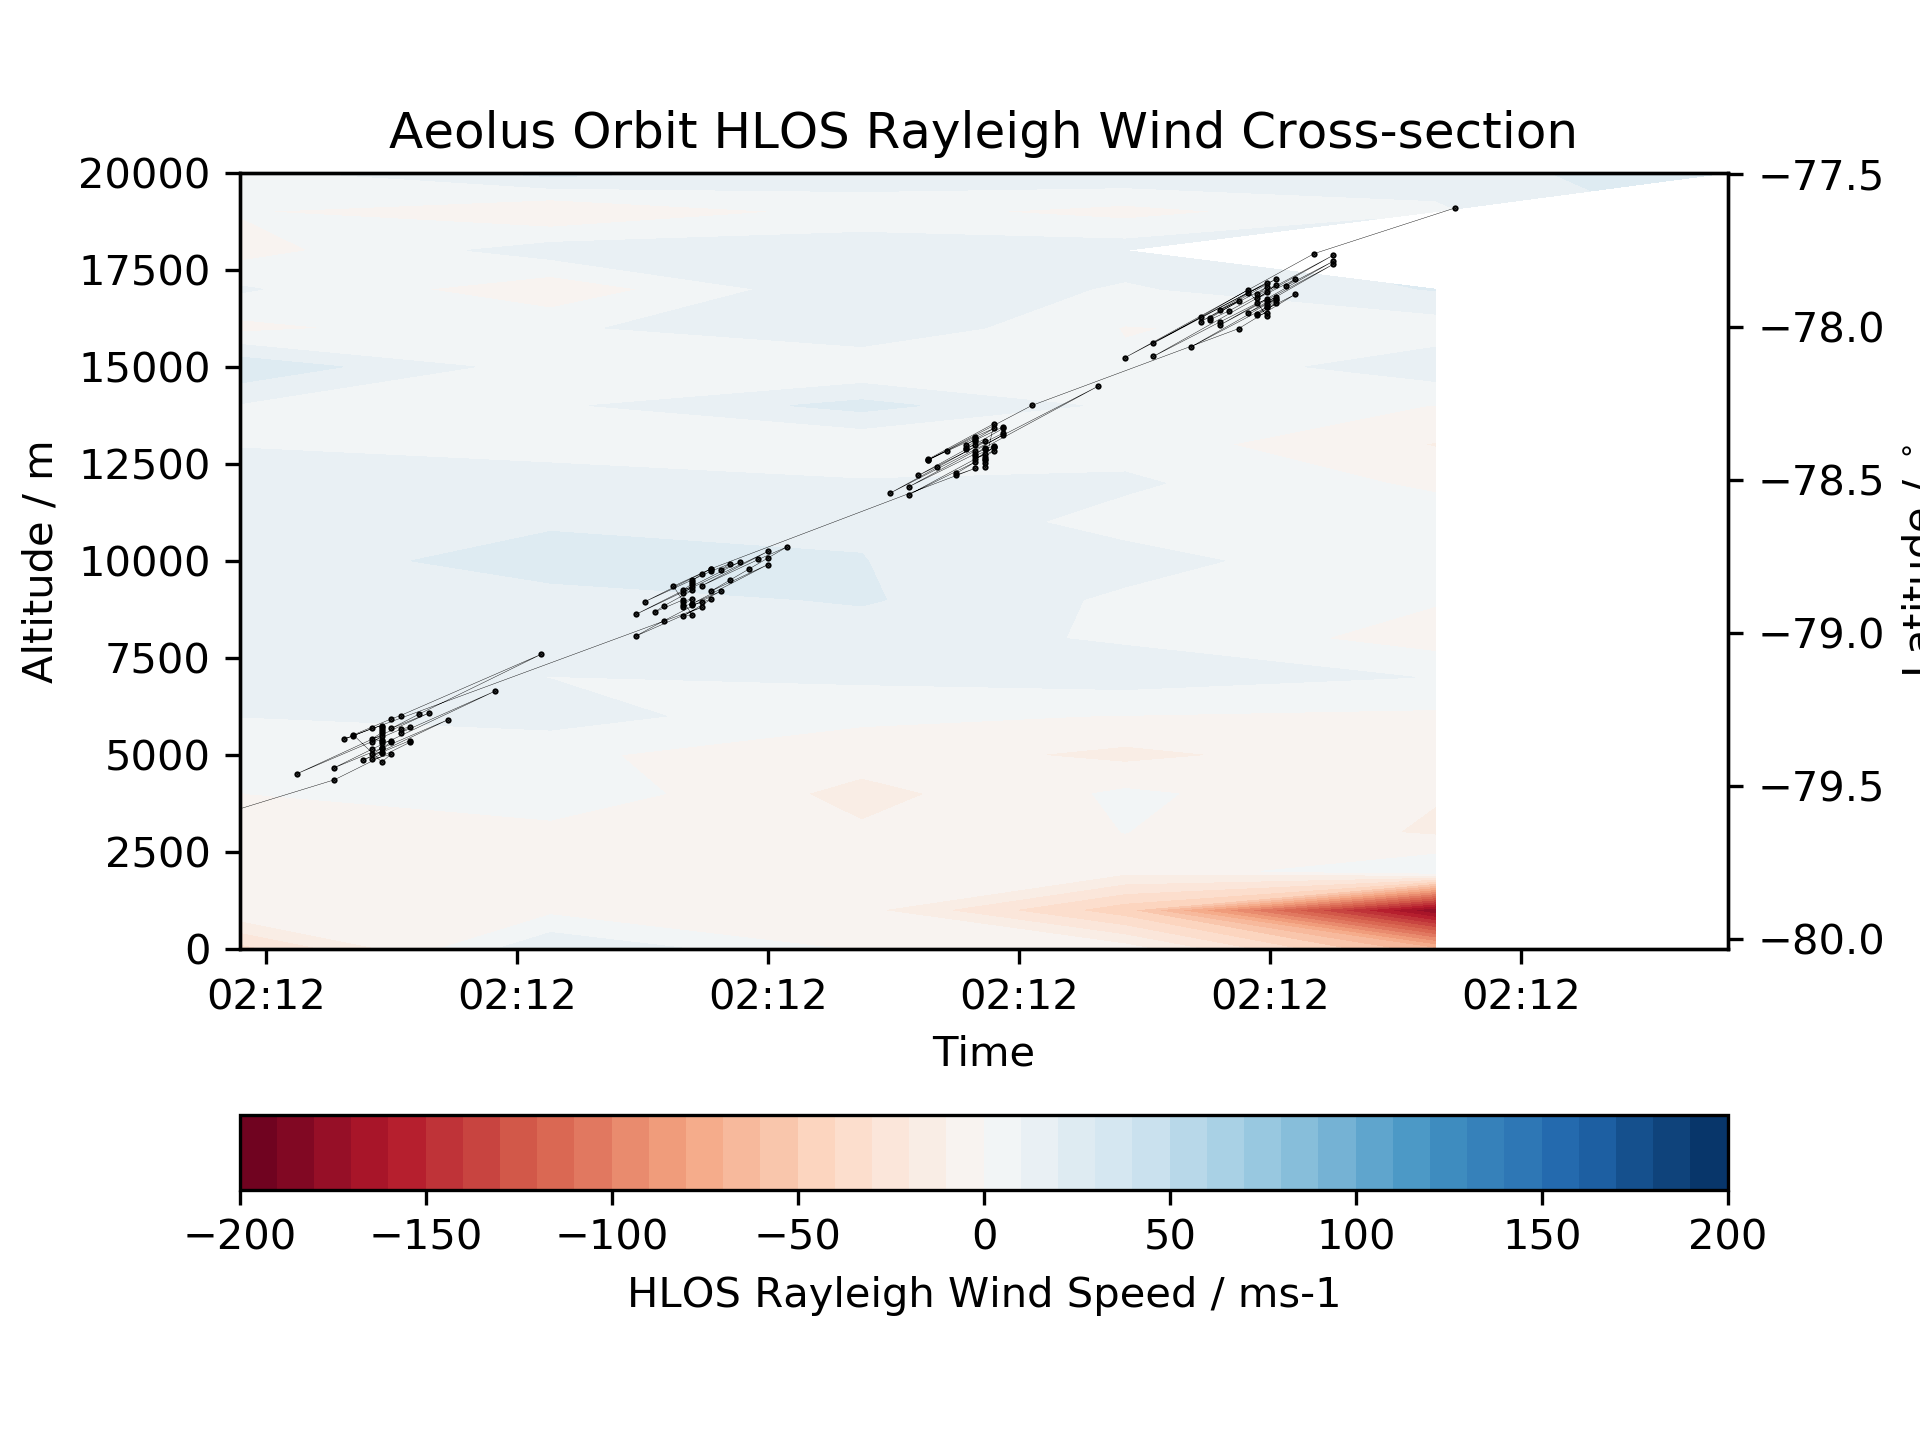 Aeolus Orbit HLOS Rayleigh Wind Cross-section
20000
17500
15000
12500
10000
7500
5000
2500
0
Altitude / m
−77.5
−78.0
−78.5
−79.0
−79.5
−80.0
Latitude / °
02:12 02:12 02:12 02:12 02:12 02:12
Time
−200 −150 −100 −50 0 50 100 150 200
HLOS Rayleigh Wind Speed / ms-1